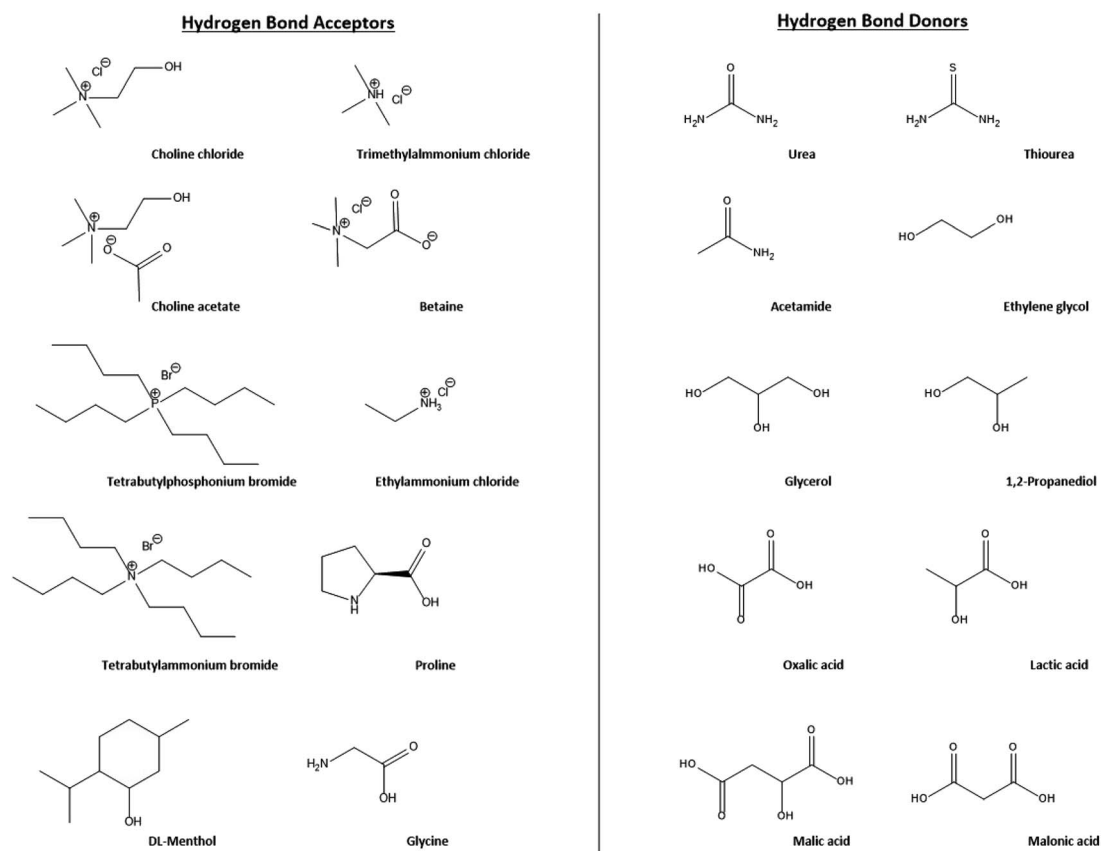 Hydrogen Bond Acceptors
Hydrogen Bond Donors
Cl⊖
OH
N⊕
⊕
NH
Cl⊖
O
H₂N
NH₂
S
H₂N
NH₂
Choline chloride
Trimethylalmmonium chloride
Urea
Thiourea
OH
N⊕
⊖
O
O
Cl⊖
O
N⊕
O⊖
O
NH₂
OH
HO
Choline acetate
Betaine
Acetamide
Ethylene glycol
Br⊖
⊕
P
⊕
NH₃
Cl⊖
HO
OH
OH
HO
OH
Tetrabutylphosphonium bromide
Ethylammonium chloride
Glycerol
1,2-Propanediol
Br⊖
⊕
N
O
N
H
OH
O
HO
OH
O
O
OH
OH
Tetrabutylammonium bromide
Proline
Oxalic acid
Lactic acid
OH
H₂N
O
OH
HO
O
O
OH
OH
O
O
HO
OH
DL-Menthol
Glycine
Malic acid
Malonic acid